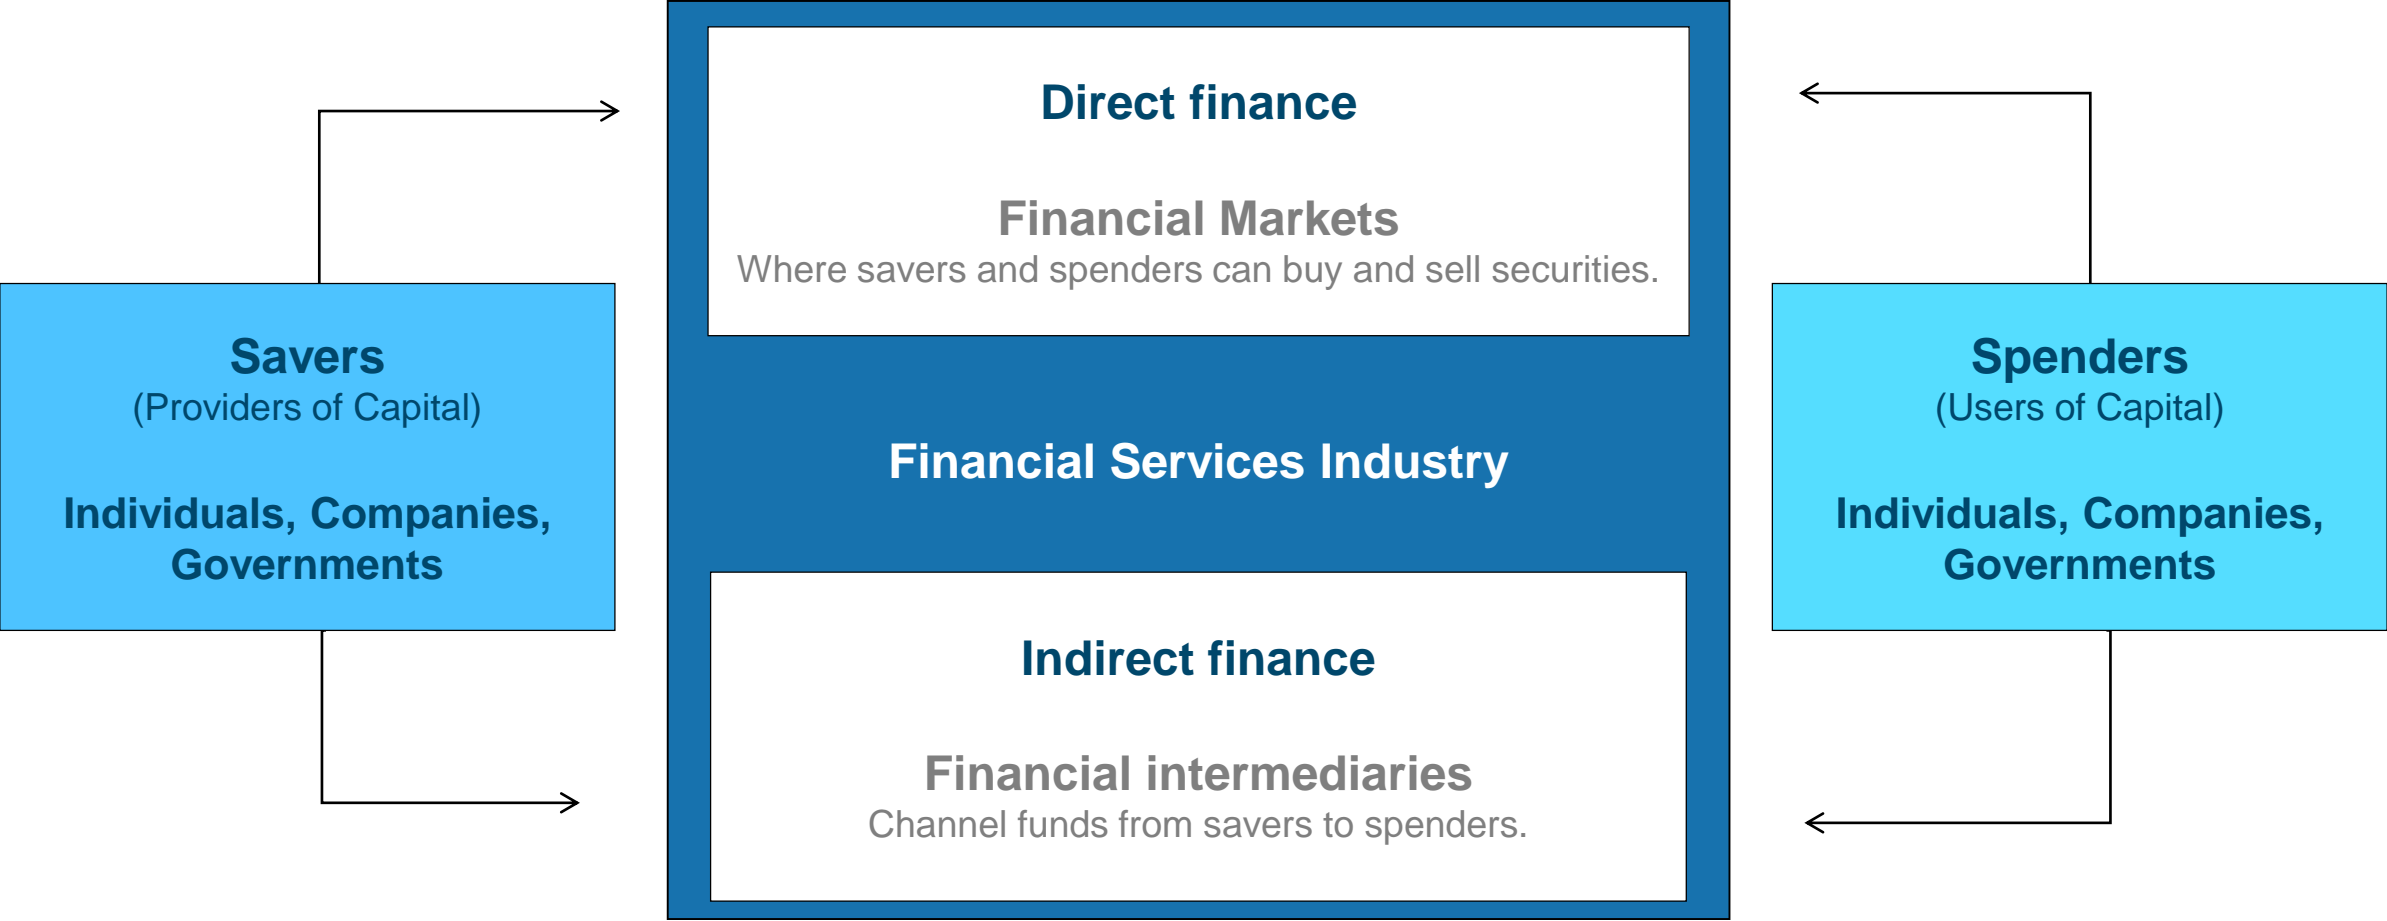 Direct finance
Financial Markets
Where savers and spenders can buy and sell securities.
Savers
(Providers of Capital)
Individuals, Companies,
Governments
Financial Services Industry
Spenders
(Users of Capital)
Individuals, Companies,
Governments
Indirect finance
Financial intermediaries
Channel funds from savers to spenders.